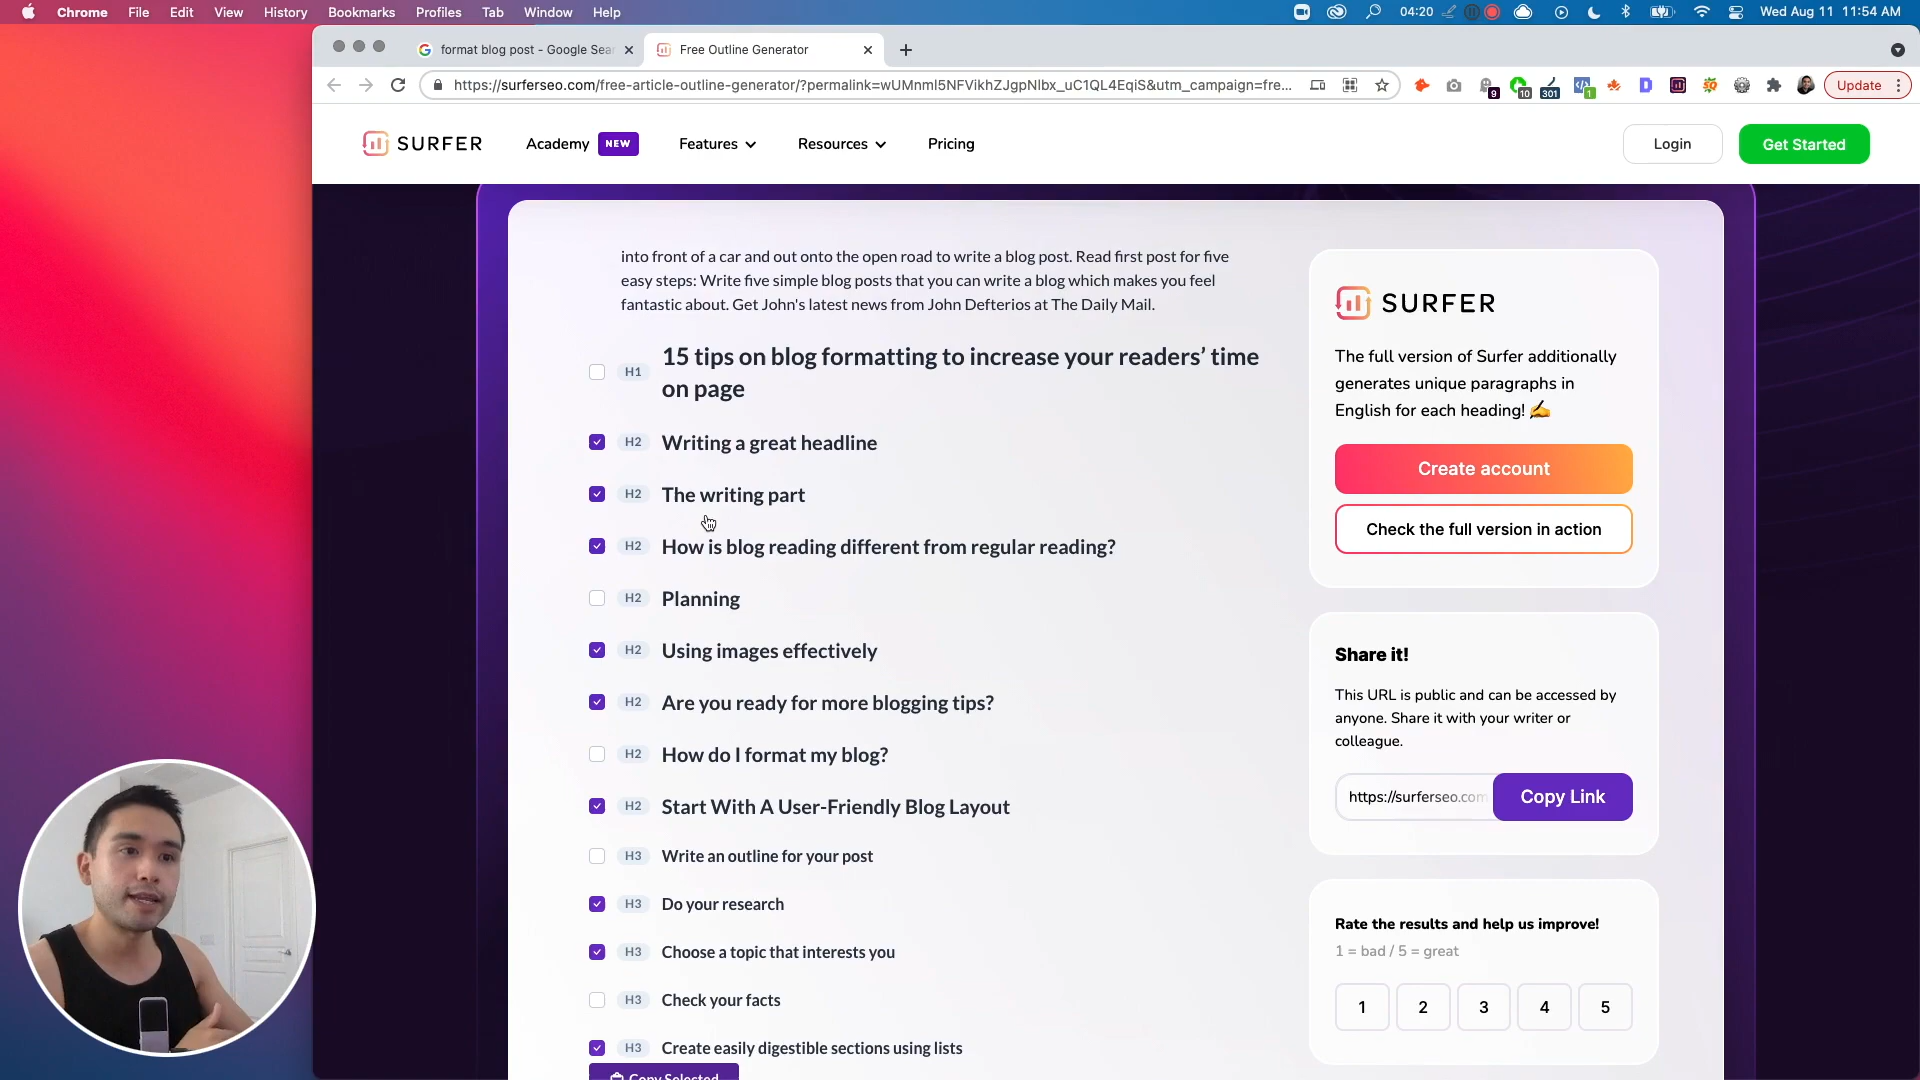 Chrome File Edit View History Bookmarks Profiles Tab Window Help 04:20 Wed Aug 11 11:54 AM
format blog post - Google Sea
Free Outline Generator
https://surferseo.com/free-article-outline-generator/?permalink=wUMnml5NFVikhZJgpNlbx_uC1QL4EqiS&utm_campaign=fre...
9 10 301 1
Update
SURFER Academy NEW Features Resources Pricing Login Get Started
into front of a car and out onto the open road to write a blog post. Read first post for five
easy steps: Write five simple blog posts that you can write a blog which makes you feel
fantastic about. Get John's latest news from John Defterios at The Daily Mail.
H1 15 tips on blog formatting to increase your readers’ time
on page
H2 Writing a great headline
H2 The writing part
H2 How is blog reading different from regular reading?
H2 Planning
H2 Using images effectively
H2 Are you ready for more blogging tips?
H2 How do I format my blog?
H2 Start With A User-Friendly Blog Layout
H3 Write an outline for your post
H3 Do your research
H3 Choose a topic that interests you
H3 Check your facts
H3 Create easily digestible sections using lists
Copy Selected
SURFER
The full version of Surfer additionally
generates unique paragraphs in
English for each heading! ✍️
Create account
Check the full version in action
Share it!
This URL is public and can be accessed by
anyone. Share it with your writer or
colleague.
https://surferseo.com
Copy Link
Rate the results and help us improve!
1 = bad / 5 = great
1 2 3 4 5